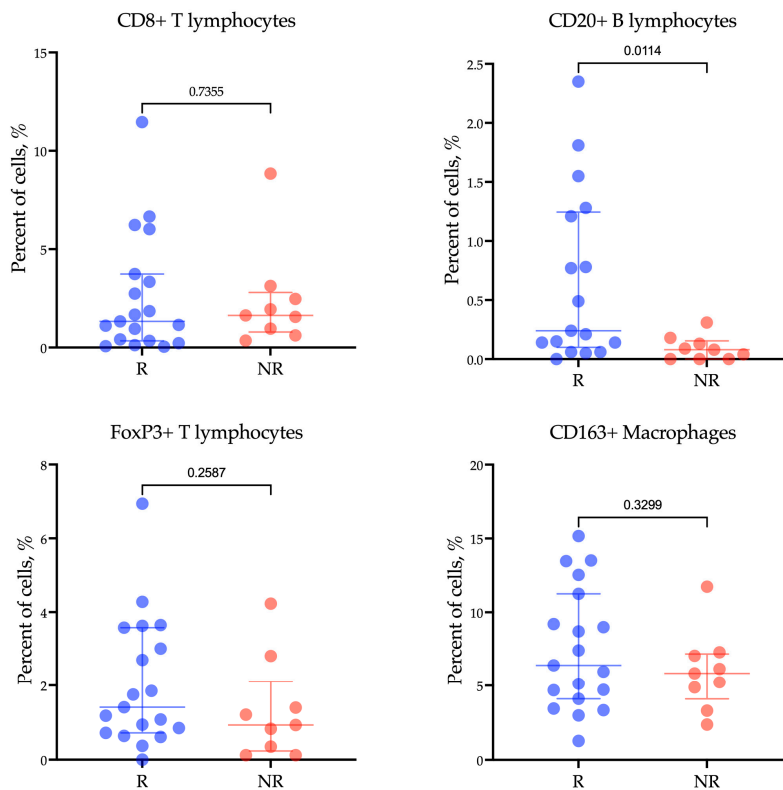 CD8+ T lymphocytes
Percent of cells, %
15
10
5
0
0.7355
R
NR
CD20+ B lymphocytes
Percent of cells, %
2.5
2.0
1.5
1.0
0.5
0.0
0.0114
R
NR
FoxP3+ T lymphocytes
Percent of cells, %
8
6
4
2
0
0.2587
R
NR
CD163+ Macrophages
Percent of cells, %
20
15
10
5
0
0.3299
R
NR